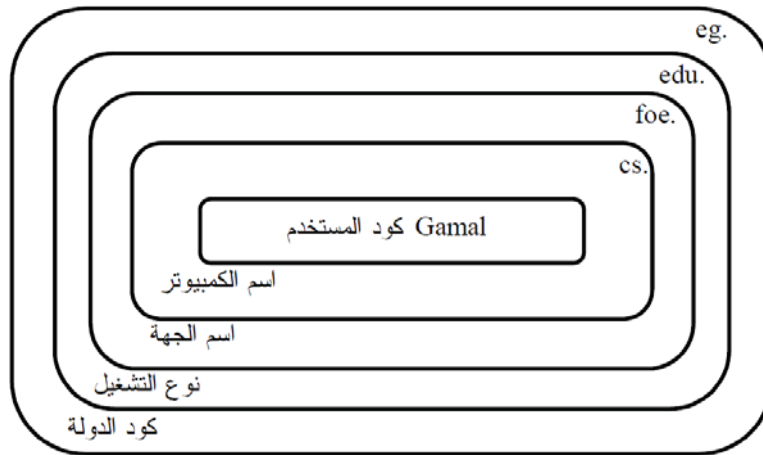 eg.
edu.
foe.
cs.
كود المستخدم Gamal
اسم الكمبيوتر
اسم الجهة
نوع التشغيل
كود الدولة